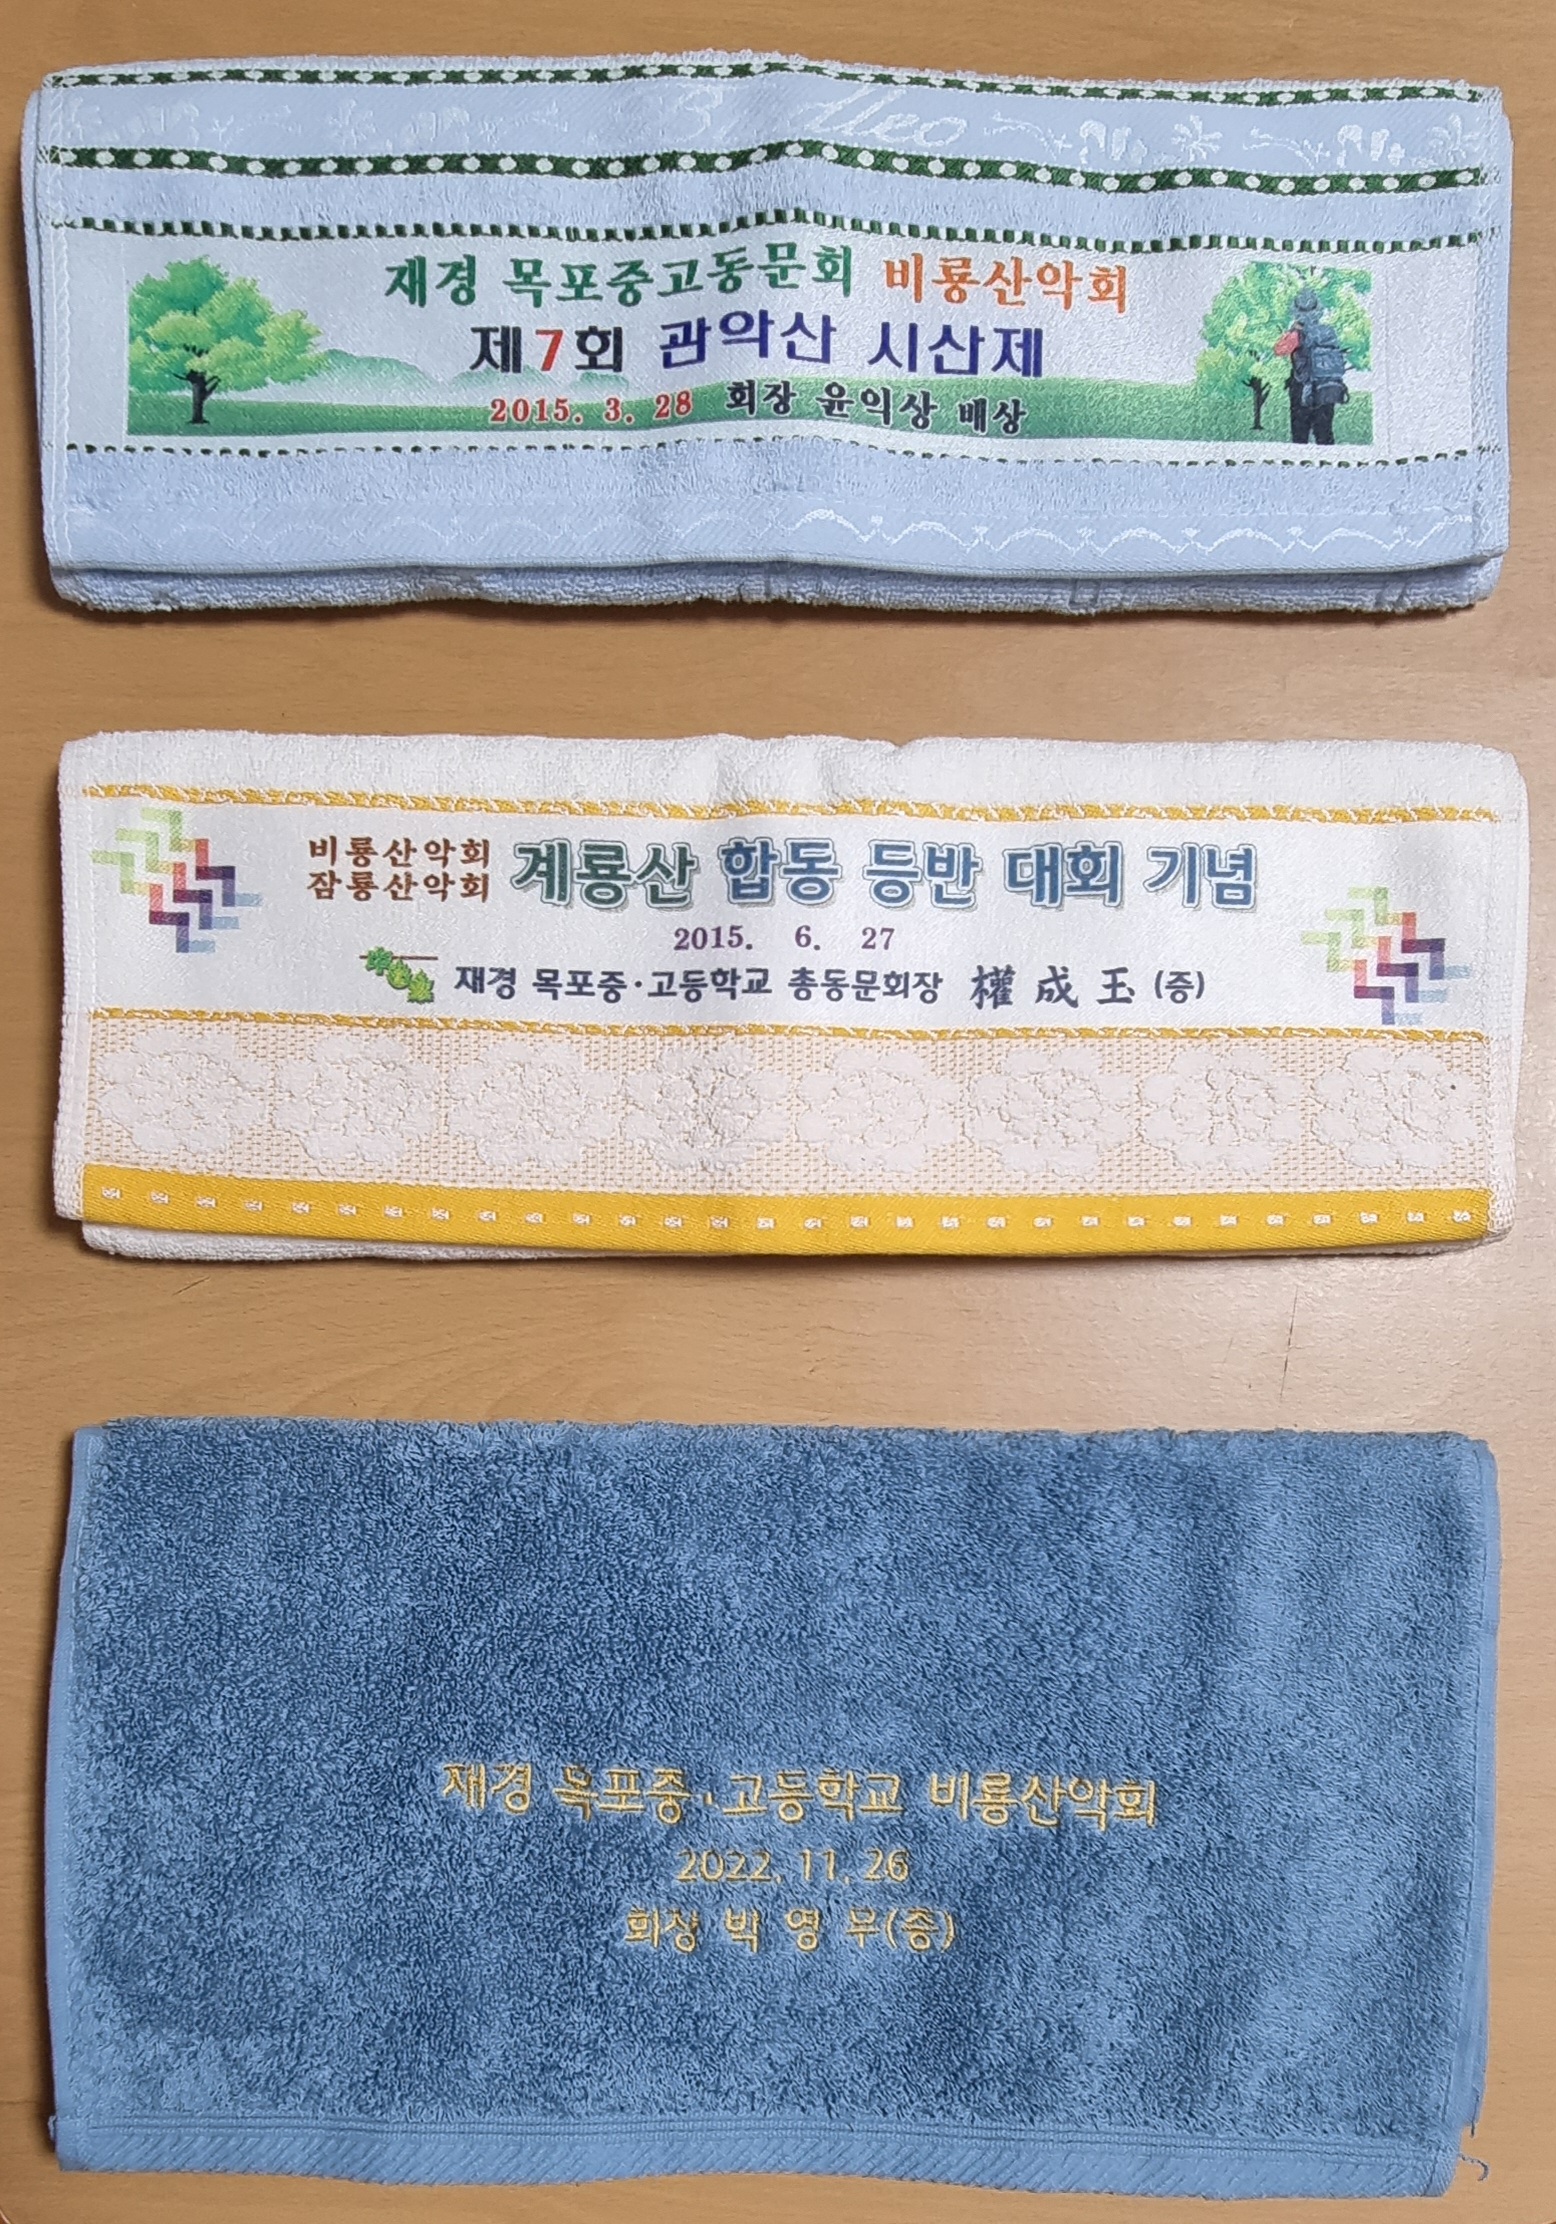 재경 목포중고동문회 비룡산악회
제7회 관악산 시산제
2015. 3. 28 회장 윤익상 배상
비룡산악회
잠룡산악회
계룡산 합동 등반 대회 기념
2015. 6. 27
재경 목포중·고등학교 총동문회장 權成玉 (증)
재경 목포중·고등학교 비룡산악회
2022. 11. 26
회장 박 영 부(증)